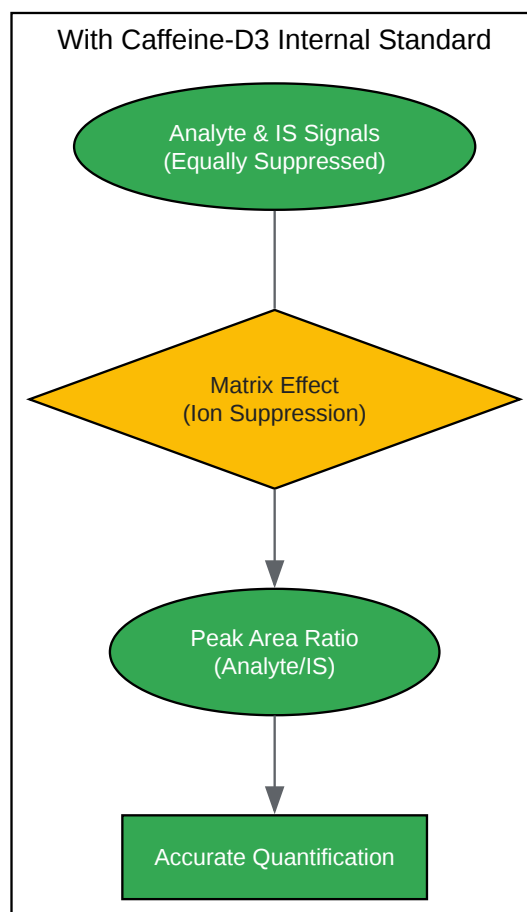 With Caffeine-D3 Internal Standard
Analyte & IS Signals
(Equally Suppressed)
Matrix Effect
(Ion Suppression)
Peak Area Ratio
(Analyte/IS)
Accurate Quantification